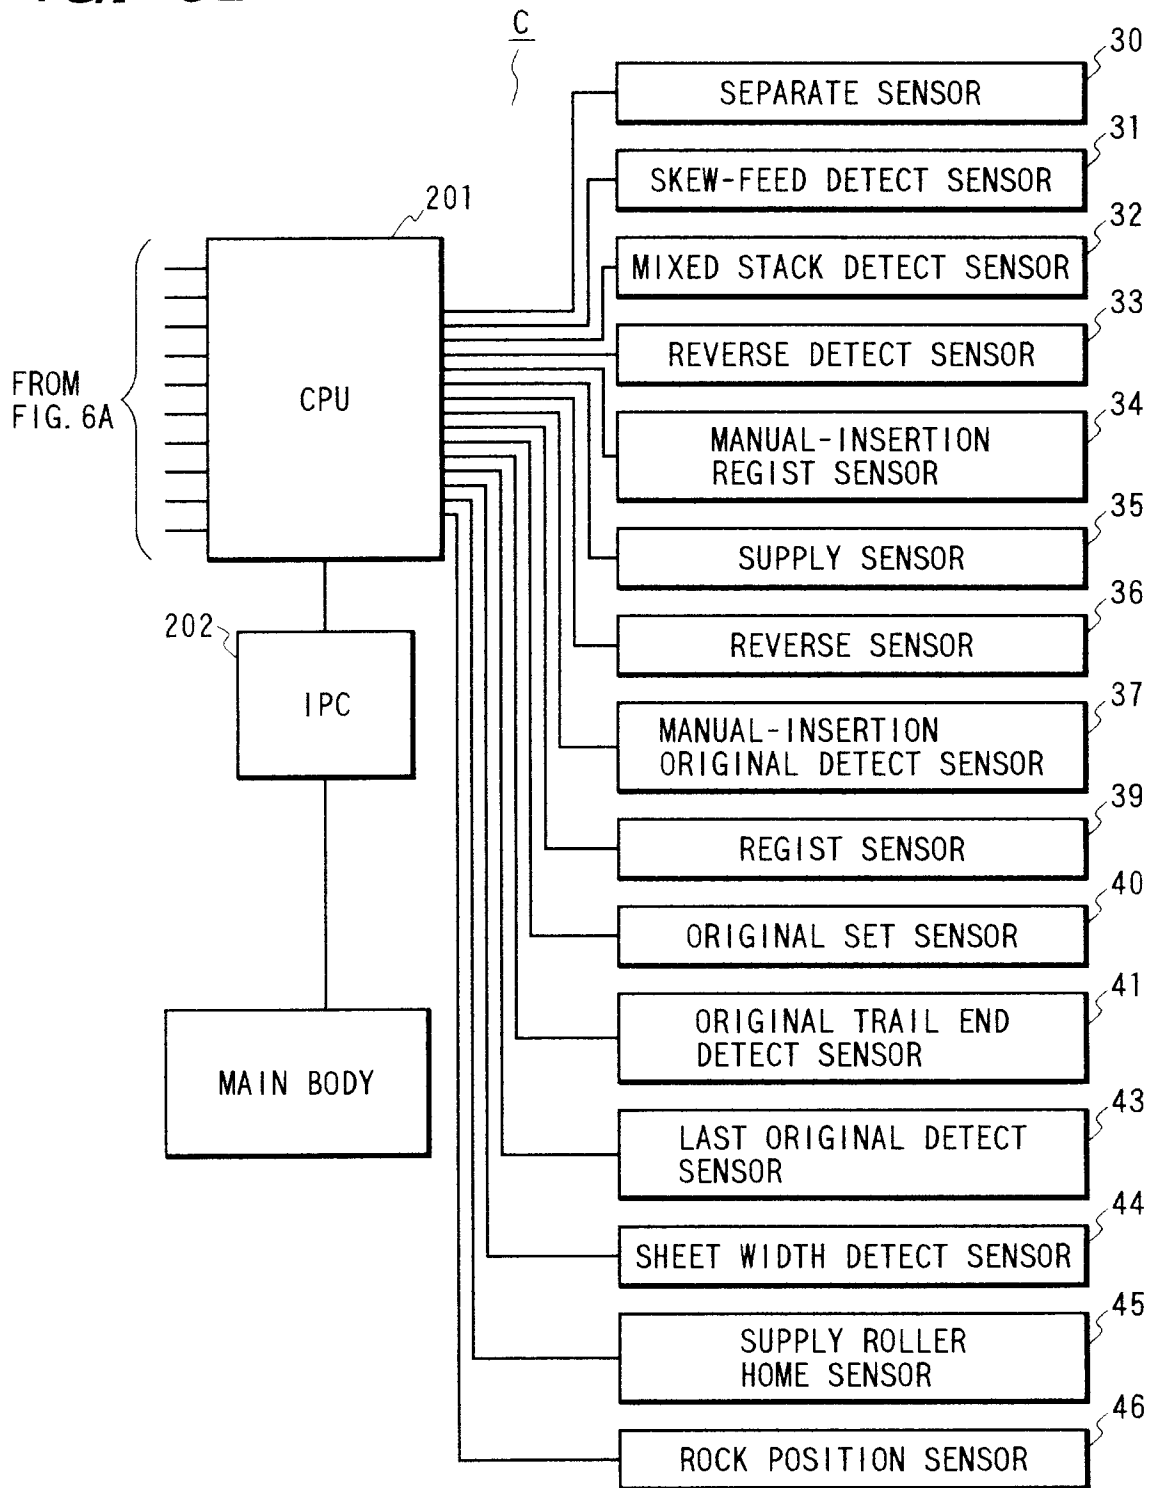 C
30
SEPARATE SENSOR
31
SKEW-FEED DETECT SENSOR
201
32
MIXED STACK DETECT SENSOR
33
REVERSE DETECT SENSOR
FROM
FIG. 6A
CPU
34
MANUAL-INSERTION
REGIST SENSOR
35
SUPPLY SENSOR
36
REVERSE SENSOR
202
IPC
37
MANUAL-INSERTION
ORIGINAL DETECT SENSOR
39
REGIST SENSOR
40
ORIGINAL SET SENSOR
41
ORIGINAL TRAIL END
DETECT SENSOR
MAIN BODY
43
LAST ORIGINAL DETECT
SENSOR
44
SHEET WIDTH DETECT SENSOR
45
SUPPLY ROLLER
HOME SENSOR
46
ROCK POSITION SENSOR